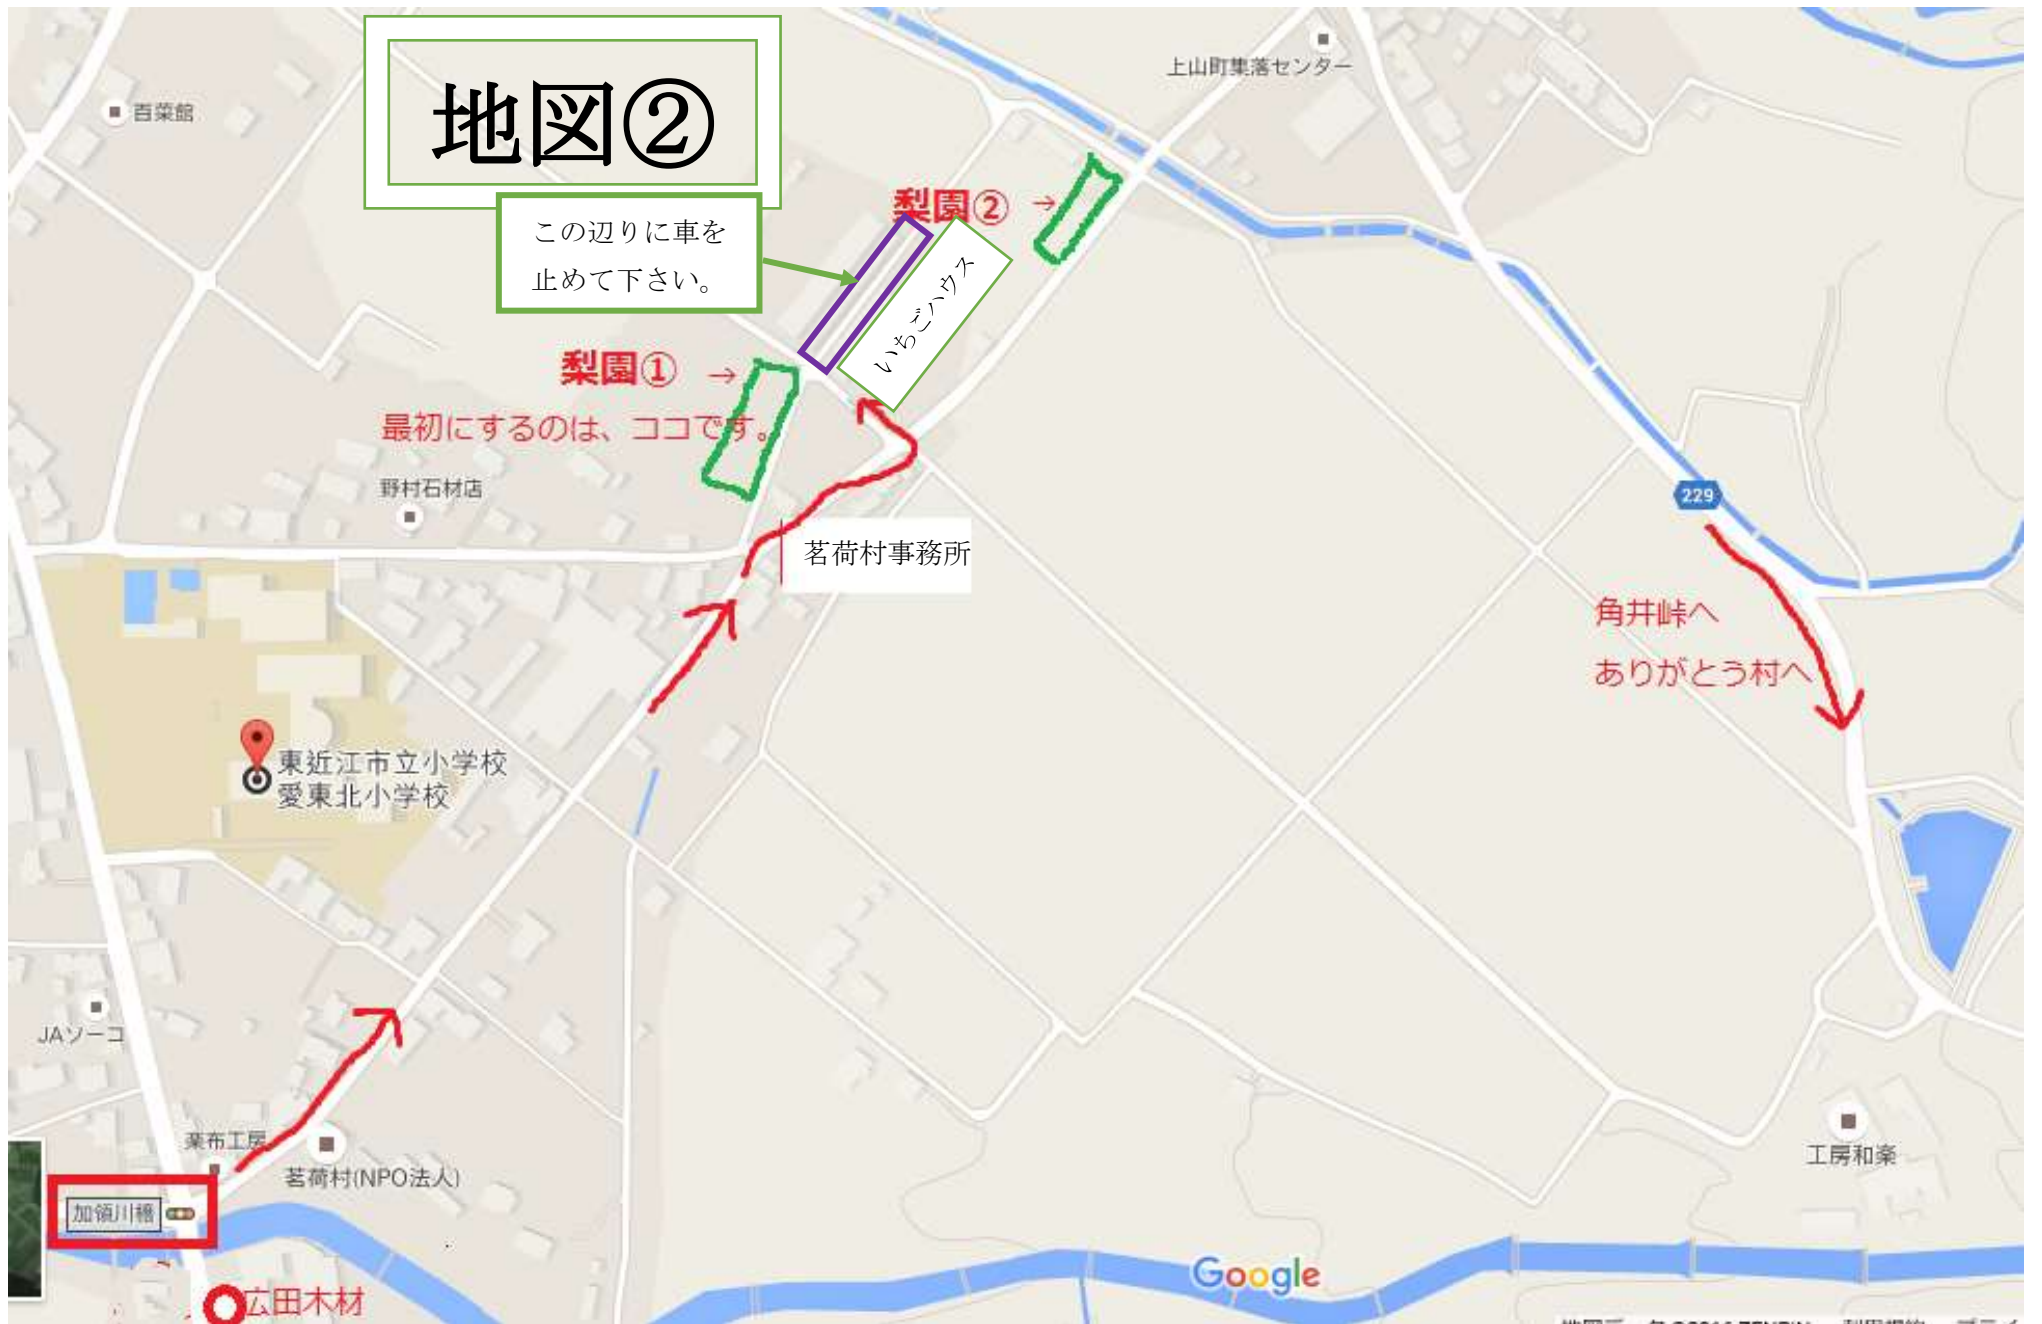 地図②
上山町集落センター
百菜館
梨園②
→
この辺りに車を
止めて下さい。
いちごハウス
梨園①
→
最初にするのは、ココです。
野村石材店
229
茗荷村事務所
角井峠へ
ありがとう村へ
東近江市立小学校
愛東北小学校
JAソーコ
楽布工房
茗荷村(NPO法人)
工房和楽
加領川橋
Google
広田木材